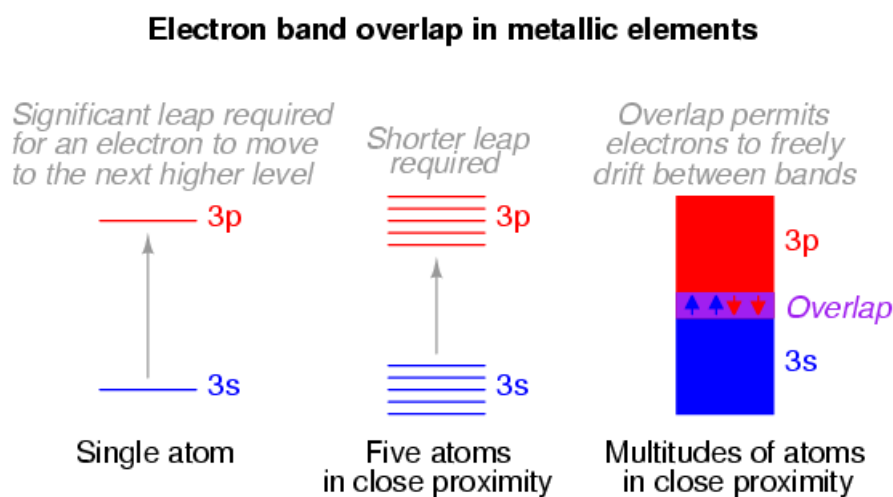 Electron band overlap in metallic elements
Significant leap required
for an electron to move
to the next higher level
3p
3s
Single atom
Shorter leap
required
3p
3s
Five atoms
in close proximity
Overlap permits
electrons to freely
drift between bands
3p
Overlap
3s
Multitudes of atoms
in close proximity